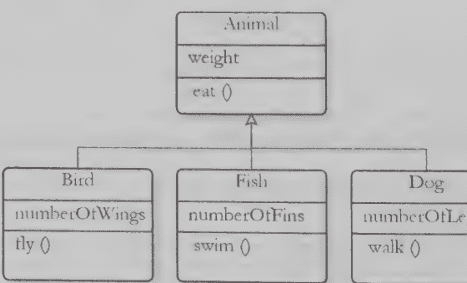 Animal
weight
eat ()
Bird
numberOfWings
fly ()
Fish
numberOfFins
swim ()
Dog
numberOfLe
walk ()